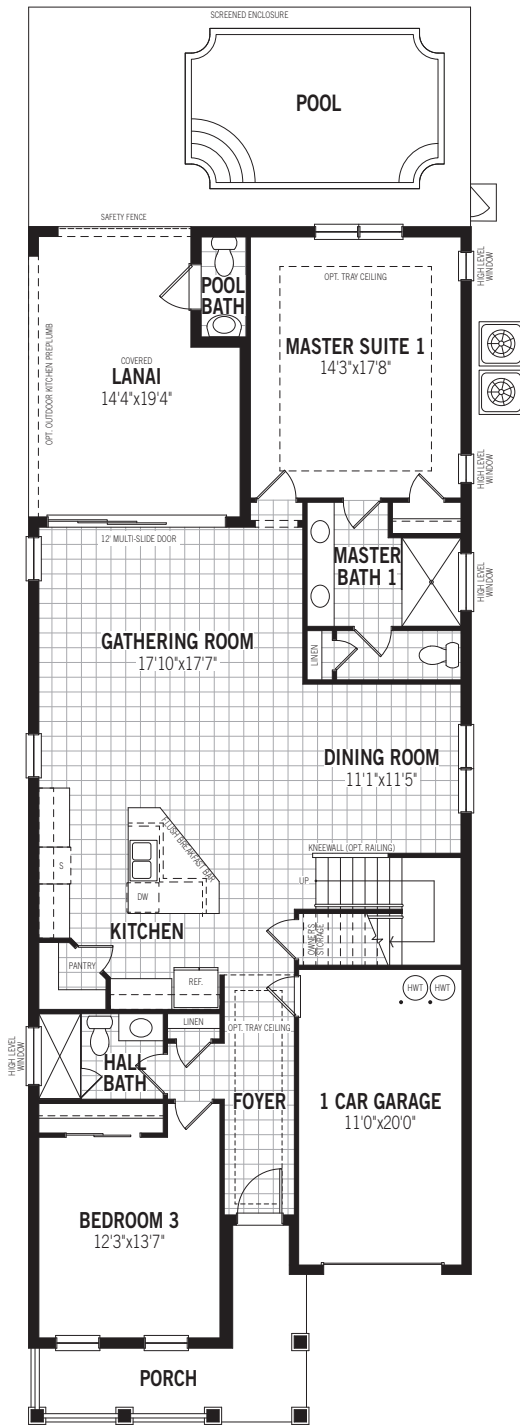 SCREENED ENCLOSURE
POOL
SAFETY FENCE
POOL
BATH
OPT. TRAY CEILING
HIGH LEVEL
WINDOW
MASTER SUITE 1
14'3"x17'8"
COVERED
LANAI
14'4"x19'4"
OPT. OUTDOOR KITCHEN PREPLUMB
HIGH LEVEL
WINDOW
12' MULTI-SLIDE DOOR
MASTER
BATH 1
HIGH LEVEL
WINDOW
LINEN
GATHERING ROOM
17'10"x17'7"
DINING ROOM
11'1"x11'5"
FLUSH BREAKFAST BAR
KNEEWALL (OPT. RAILING)
S
DW
UP
KITCHEN
OWNER'S
STORAGE
PANTRY
REF.
HWT
HWT
LINEN
OPT. TRAY CEILING
HIGH LEVEL
WINDOW
HALL
BATH
FOYER
1 CAR GARAGE
11'0"x20'0"
BEDROOM 3
12'3"x13'7"
PORCH